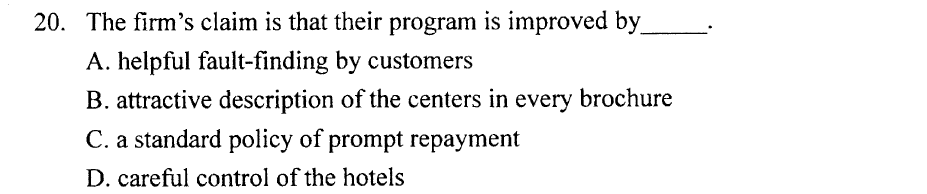 20. The firm's claim is that their program is improved by______.
A. helpful fault-finding by customers
B. attractive description of the centers in every brochure
C. a standard policy of prompt repayment
D. careful control of the hotels